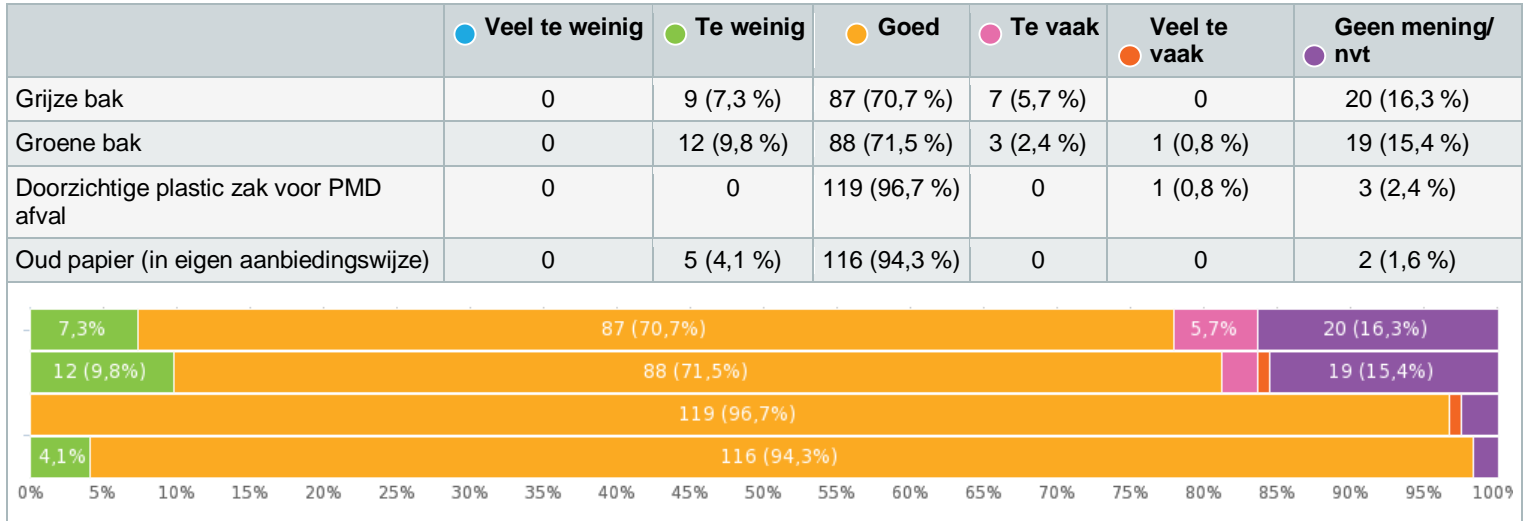 Veel te weinig Te weinig Goed Te vaak Veel te vaak Geen mening/ nvt
Grijze bak 0 9 (7,3 %) 87 (70,7 %) 7 (5,7 %) 0 20 (16,3 %)
Groene bak 0 12 (9,8 %) 88 (71,5 %) 3 (2,4 %) 1 (0,8 %) 19 (15,4 %)
Doorzichtige plastic zak voor PMD afval 0 0 119 (96,7 %) 0 1 (0,8 %) 3 (2,4 %)
Oud papier (in eigen aanbiedingswijze) 0 5 (4,1 %) 116 (94,3 %) 0 0 2 (1,6 %)
7,3% 87 (70,7%) 5,7% 20 (16,3%)
12 (9,8%) 88 (71,5%) 19 (15,4%)
119 (96,7%)
4,1% 116 (94,3%)
0% 5% 10% 15% 20% 25% 30% 35% 40% 45% 50% 55% 60% 65% 70% 75% 80% 85% 90% 95% 100%